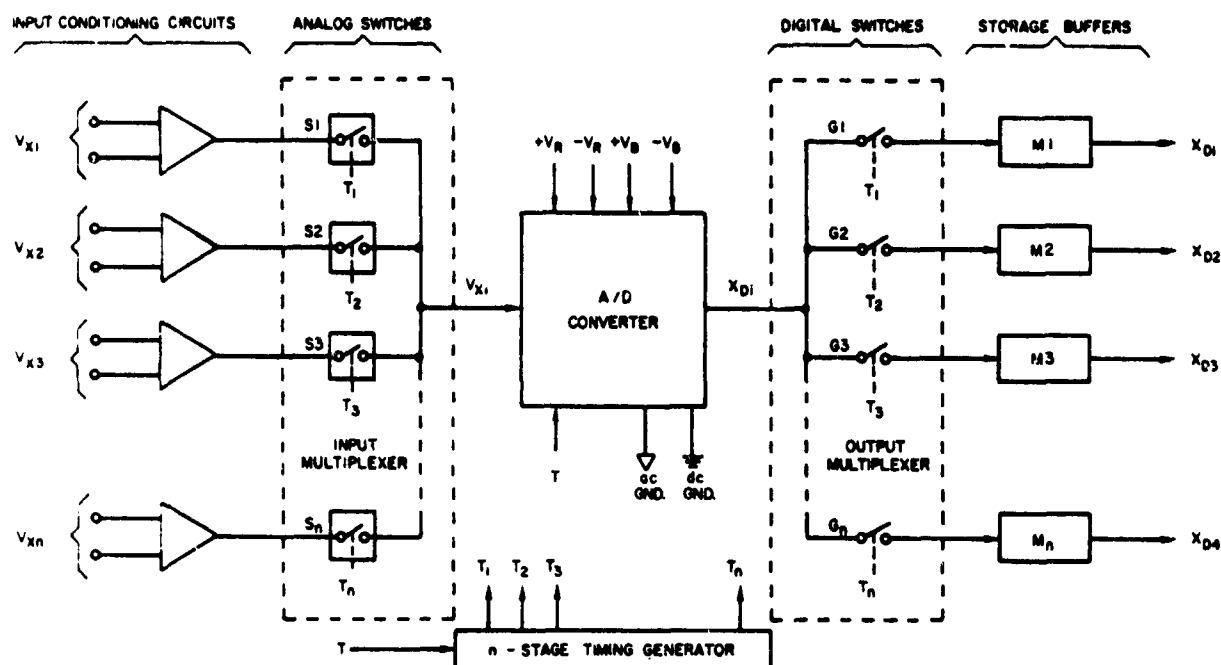 INPUT CONDITIONING CIRCUITS
ANALOG SWITCHES
DIGITAL SWITCHES
STORAGE BUFFERS
VX1
S1
T1
+VR -VR +VB -VB
G1
T1
M1
XD1
VX2
S2
T2
VXi
A/D
CONVERTER
XDi
G2
T2
M2
XD2
VX3
S3
T3
G3
T3
M3
XD3
INPUT
MULTIPLEXER
T
ac
GND.
dc
GND.
OUTPUT
MULTIPLEXER
VXn
Sn
Tn
Gn
Tn
Mn
XD4
T1 T2 T3 Tn
T
n - STAGE TIMING GENERATOR